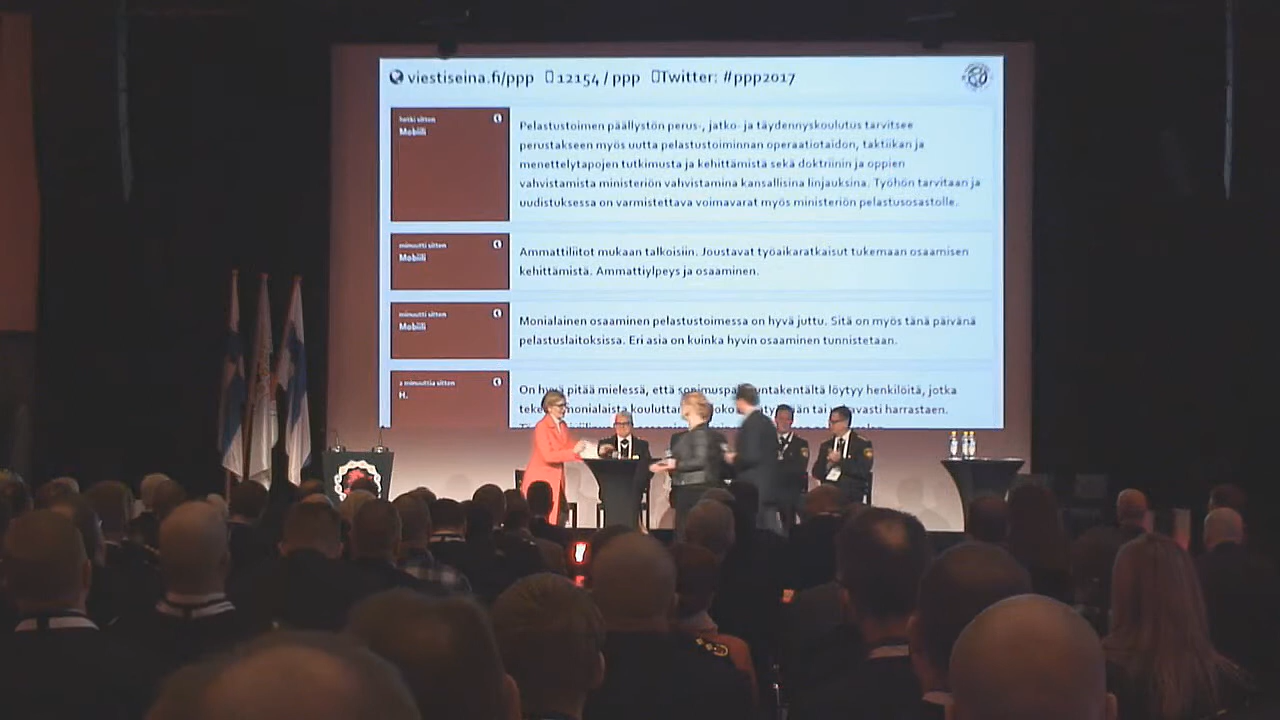 viestiseina.fi/ppp 12154 / ppp Twitter: #ppp2017
hetki sitten
Mobiili
Pelastustoimen päällystön perus-, jatko- ja täydennyskoulutus tarvitsee
perustakseen myös uutta pelastustoiminnan operaatiotaidon, taktiikan ja
menettelytapojen tutkimusta ja kehittämistä sekä doktriinin ja oppien
vahvistamista ministeriön vahvistamina kansallisina linjauksina. Työhön tarvitaan ja
uudistuksessa on varmistettava voimavarat myös ministeriön pelastusosastolle.
minuutti sitten
Mobiili
Ammattiliitot mukaan talkoisiin. Joustavat työaikaratkaisut tukemaan osaamisen
kehittämistä. Ammattiylpeys ja osaaminen.
minuutti sitten
Mobiili
Monialainen osaaminen pelastustoimessa on hyvä juttu. Sitä on myös tänä päivänä
pelastuslaitoksissa. Eri asia on kuinka hyvin osaaminen tunnistetaan.
2 minuuttia sitten
H.
On hyvä pitää mielessä, että löytyy henkilöitä, jotka
monialaista harrastaen.